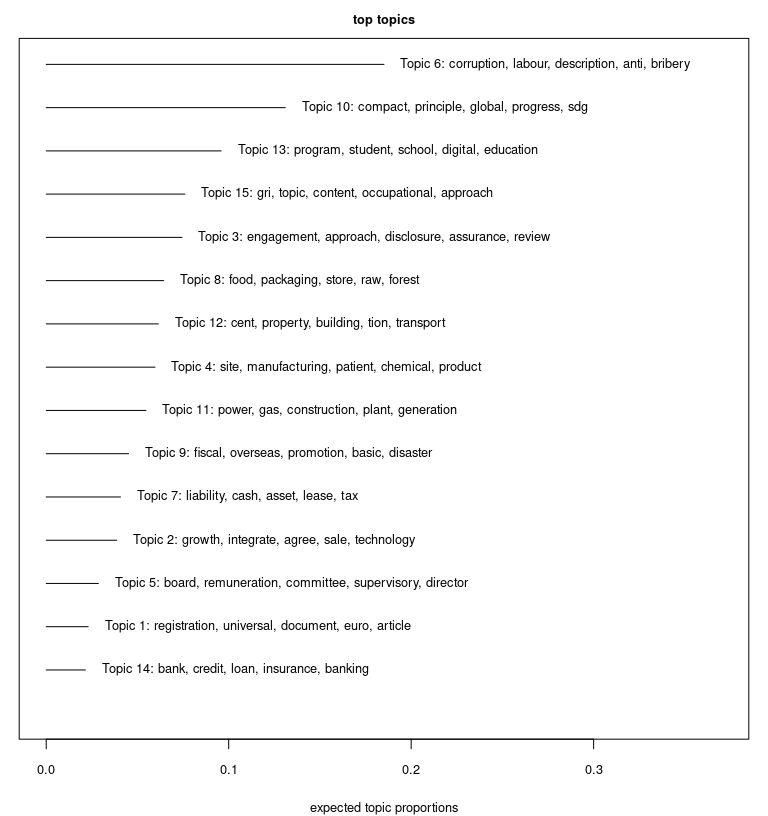 top topics
Topic 6: corruption, labour, description, anti, bribery
Topic 10: compact, principle, global, progress, sdg
Topic 13: program, student, school, digital, education
Topic 15: gri, topic, content, occupational, approach
Topic 3: engagement, approach, disclosure, assurance, review
Topic 8: food, packaging, store, raw, forest
Topic 12: cent, property, building, tion, transport
Topic 4: site, manufacturing, patient, chemical, product
Topic 11: power, gas, construction, plant, generation
Topic 9: fiscal, overseas, promotion, basic, disaster
Topic 7: liability, cash, asset, lease, tax
Topic 2: growth, integrate, agree, sale, technology
Topic 5: board, remuneration, committee, supervisory, director
Topic 1: registration, universal, document, euro, article
Topic 14: bank, credit, loan, insurance, banking
0.0 0.1 0.2 0.3
expected topic proportions